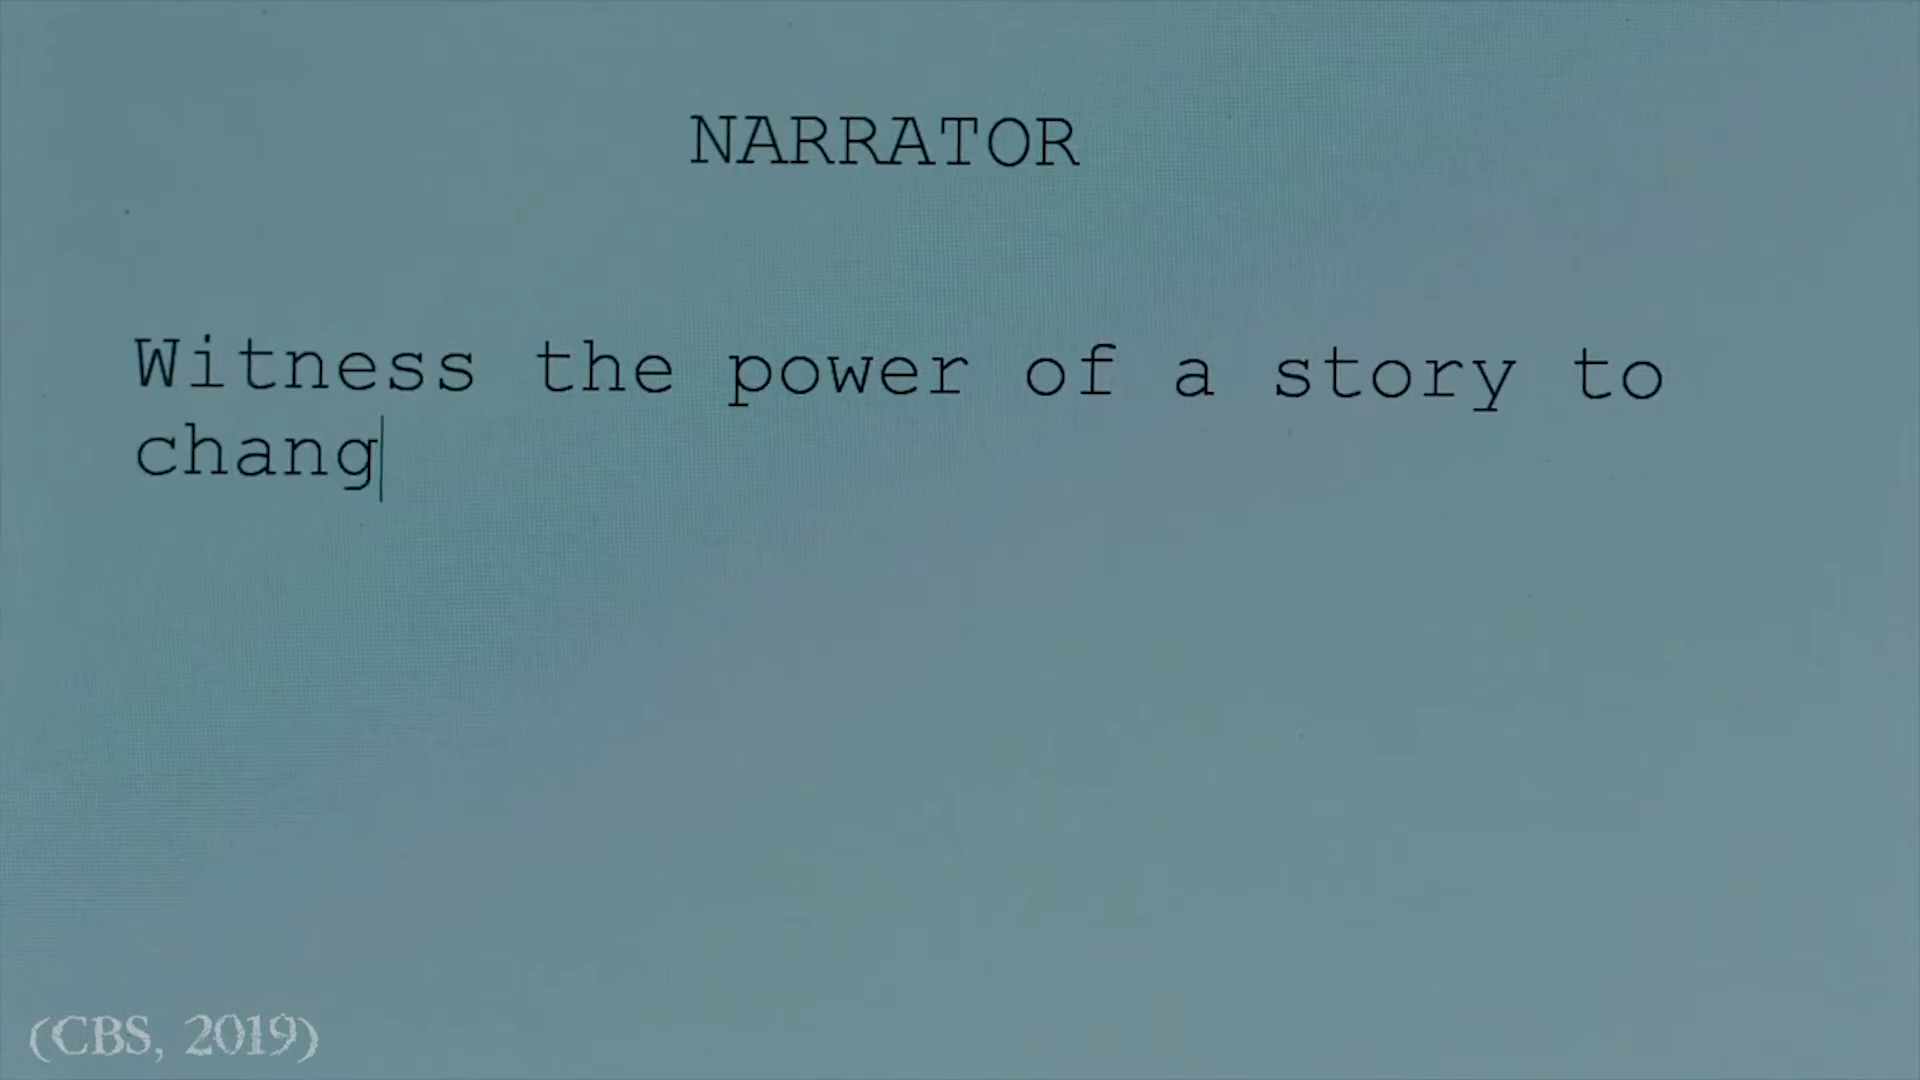 NARRATOR
Witness the power of a story to
chang
(CBS, 2019)